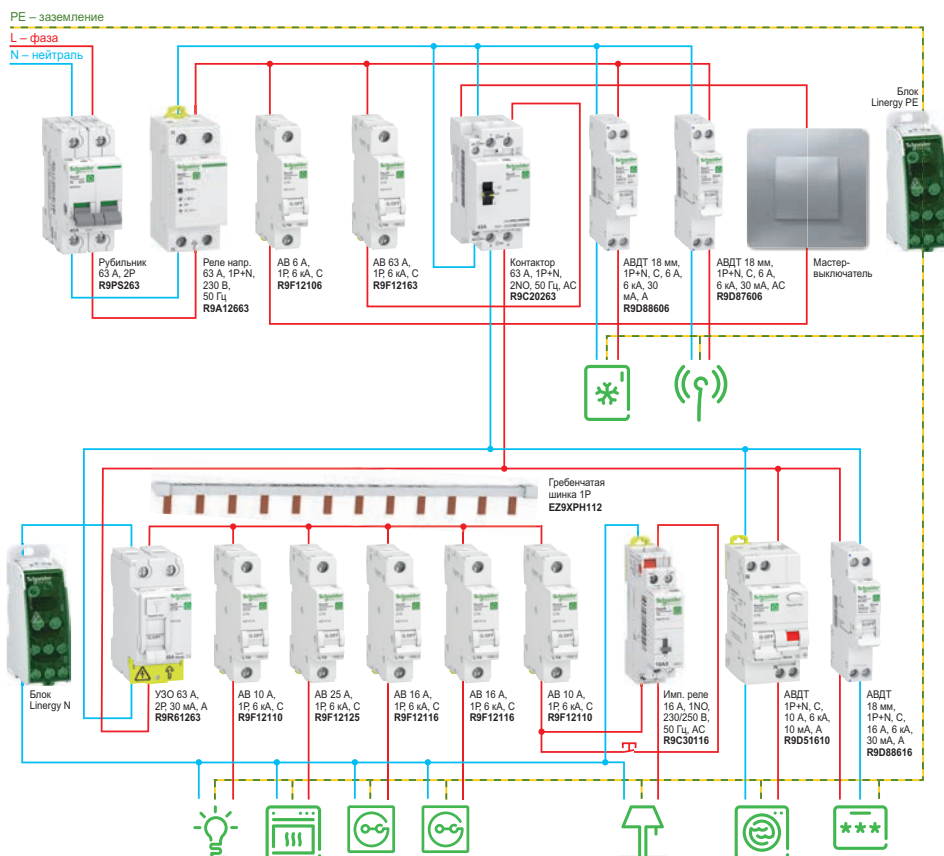 PE – заземление
L – фаза
N – нейтраль
Блок
Linergy PE
Рубильник
63 А, 2P
R9PS263
Реле напр.
63 А, 1P+N,
230 В,
50 Гц
R9A12663
АВ 6 А,
1P, 6 кА, C
R9F12106
АВ 63 А,
1P, 6 кА, C
R9F12163
Контактор
63 А, 1P+N,
2NO, 50 Гц, AC
R9C20263
АВДТ 18 мм,
1P+N, C, 6 А,
6 кА, 30
мА, А
R9D88606
АВДТ 18 мм,
1P+N, C, 6 А,
6 кА, 30 мА, АС
R9D87606
Мастер-
выключатель
Гребенчатая
шинка 1P
EZ9XPH112
Блок
Linergy N
УЗО 63 А,
2P, 30 мА, А
R9R61263
АВ 10 А,
1P, 6 кА, C
R9F12110
АВ 25 А,
1P, 6 кА, C
R9F12125
АВ 16 А,
1P, 6 кА, C
R9F12116
АВ 16 А,
1P, 6 кА, C
R9F12116
АВ 10 А,
1P, 6 кА, C
R9F12110
Имп. реле
16 А, 1NO,
230/250 В,
50 Гц, АС
R9C30116
АВДТ
1P+N, C,
10 А, 6 кА,
10 мА, А
R9D51610
АВДТ
18 мм,
1P+N, C,
16 А, 6 кА,
30 мА, А
R9D88616